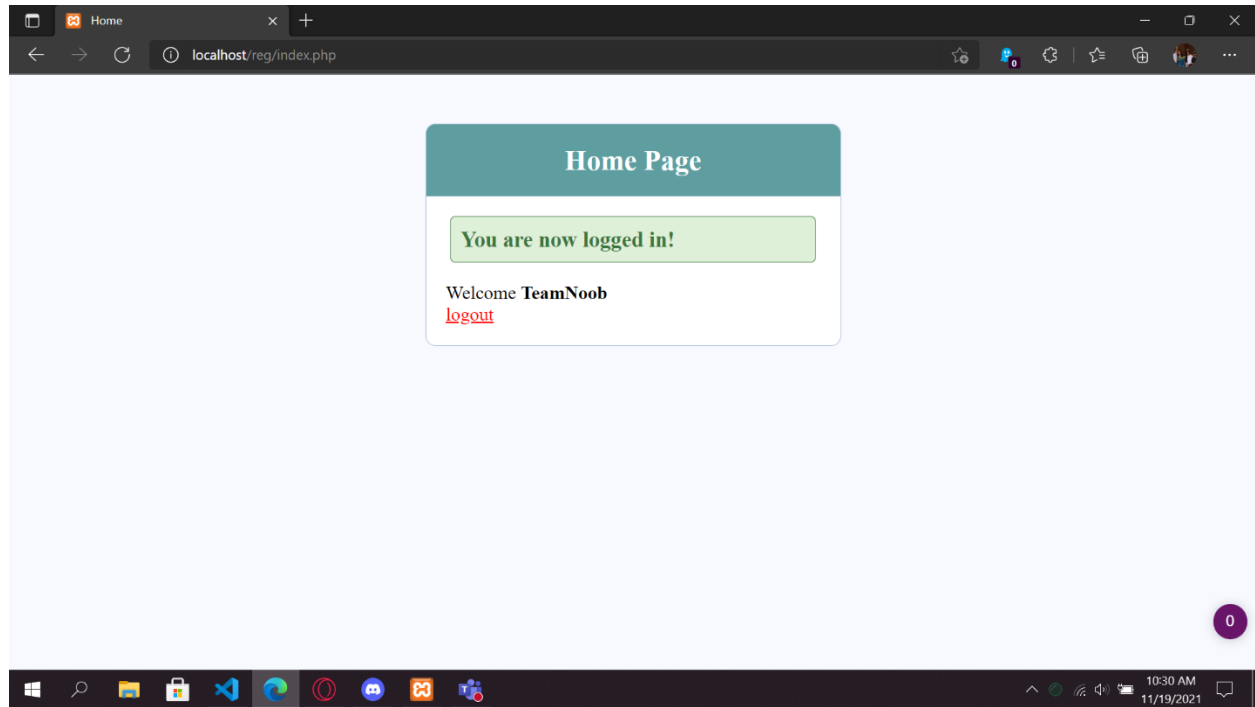 Home
localhost/reg/index.php
0
Home Page
You are now logged in!
Welcome TeamNoob
logout
0
10:30 AM
11/19/2021